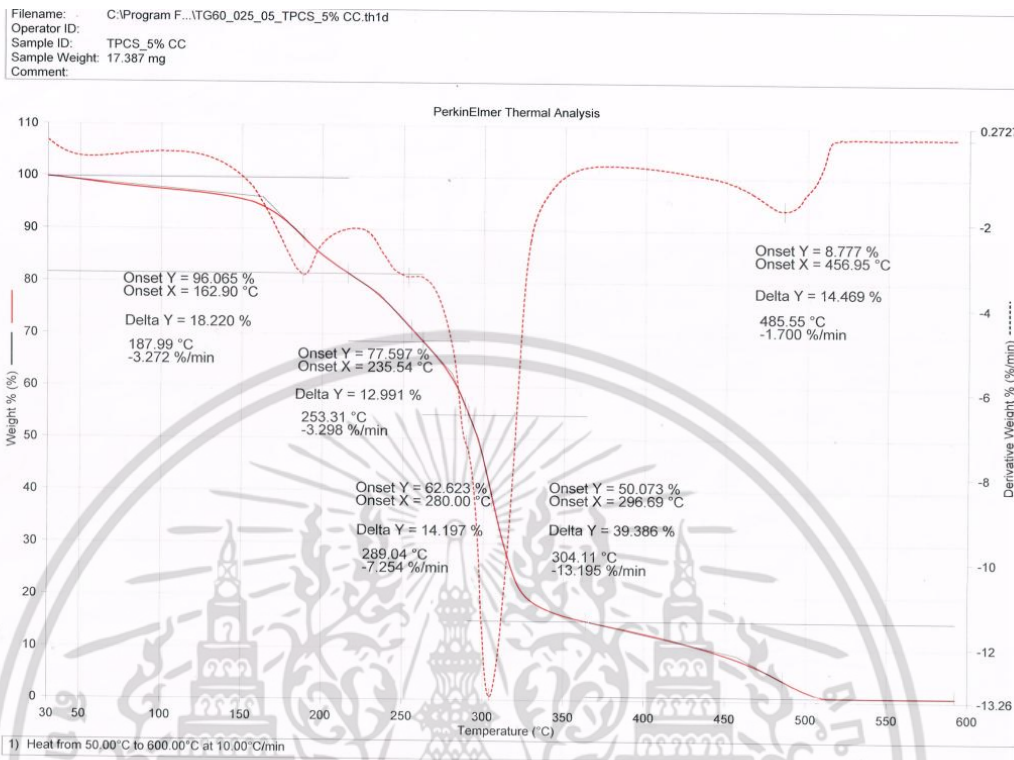 Filename: C:\Program F...\TG60_025_05_TPCS_5% CC.th1d
Operator ID:
Sample ID: TPCS_5% CC
Sample Weight: 17.387 mg
Comment:
PerkinElmer Thermal Analysis
110
100
90
80
70
60
50
40
30
20
10
0
Weight % (%)
Onset Y = 96.065 %
Onset X = 162.90 °C
Delta Y = 18.220 %
187.99 °C
-3.272 %/min
Onset Y = 77.597 %
Onset X = 235.54 °C
Delta Y = 12.991 %
253.31 °C
-3.298 %/min
Onset Y = 62.623 %
Onset X = 280.00 °C
Delta Y = 14.197 %
289.04 °C
-7.254 %/min
Onset Y = 50.073 %
Onset X = 296.69 °C
Delta Y = 39.386 %
304.11 °C
-13.195 %/min
Onset Y = 8.777 %
Onset X = 456.95 °C
Delta Y = 14.469 %
485.55 °C
-1.700 %/min
0.2727
-2
-4
-6
-8
-10
-12
-13.26
Derivative Weight % (%/min)
30 50 100 150 200 250 300 350 400 450 500 550 600
Temperature (°C)
1) Heat from 50.00°C to 600.00°C at 10.00°C/min